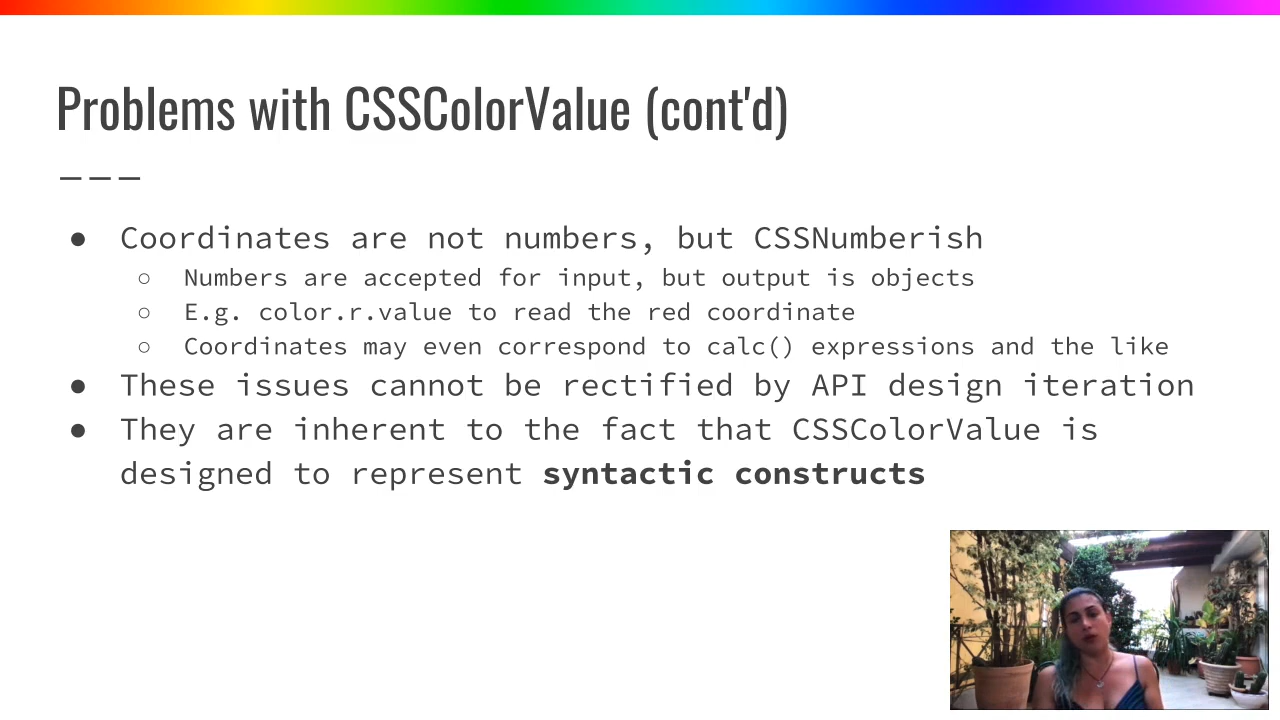 Problems with CSSColorValue (cont'd)
● Coordinates are not numbers, but CSSNumberish
○ Numbers are accepted for input, but output is objects
○ E.g. color.r.value to read the red coordinate
○ Coordinates may even correspond to calc() expressions and the like
● These issues cannot be rectified by API design iteration
● They are inherent to the fact that CSSColorValue is
designed to represent syntactic constructs